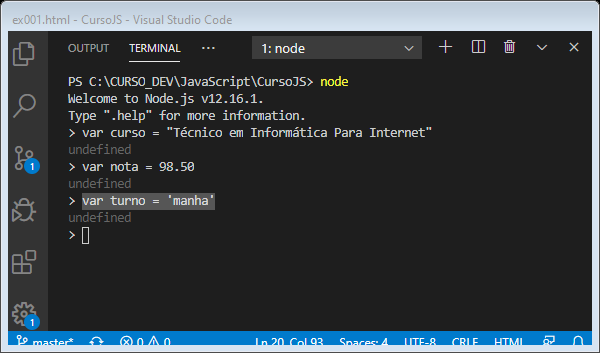 ex001.html - CursoJS - Visual Studio Code
OUTPUT TERMINAL ··· 1: node
PS C:\CURSO_DEV\JavaScript\CursoJS> node
Welcome to Node.js v12.16.1.
Type ".help" for more information.
> var curso = "Técnico em Informática Para Internet"
undefined
> var nota = 98.50
undefined
> var turno = 'manha'
undefined
>
1
1
master* 0 0 Ln 20, Col 93 Spaces: 4 UTF-8 CRLF HTML